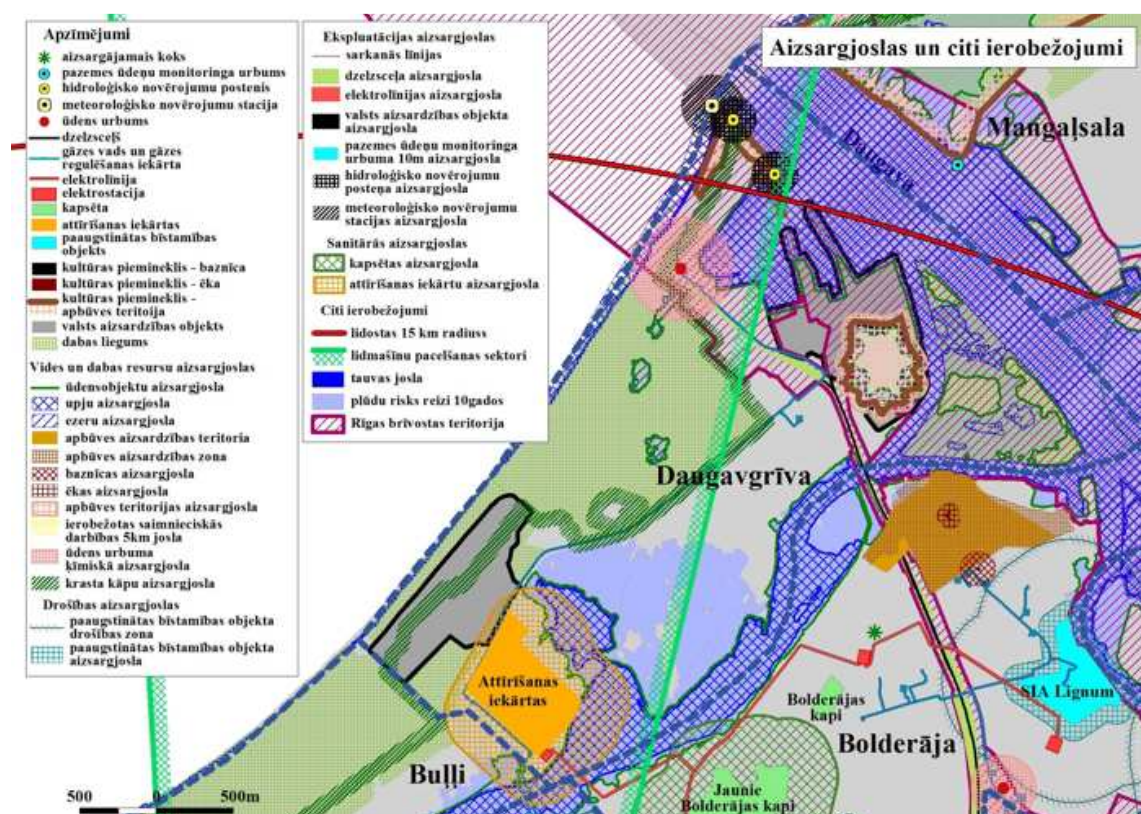 Aizsargjoslas un citi ierobežojumi
Apzīmējumi
aizsargājamais koks
pazemes ūdeņu monitoringa urbums
hidroloģisko novērojumu postenis
meteoroloģisko novērojumu stacija
ūdens urbums
dzelzsceļš
gāzes vads un gāzes
regulēšanas iekārta
elektrolīnija
elektrostacija
kapsēta
attīrīšanas iekārtas
paaugstinātas bīstamības
objekts
kultūras piemineklis - baznīca
kultūras piemineklis - ēka
kultūras piemineklis -
apbūves teritoija
valsts aizsardzības objekts
dabas liegums
Vides un dabas resursu aizsargjoslas
ūdensobjektu aizsargjosla
upju aizsargjosla
ezeru aizsargjosla
apbūves aizsardzības teritoria
apbūves aizsardzības zona
baznīcas aizsargjosla
ēkas aizsargjosla
apbūves teritorijas aizsargjosla
ierobežotas saimnieciskās
darbības 5km josla
ūdens urbuma
ķīmiskā aizsargjosla
krasta kāpu aizsargjosla
Drošības aizsargjoslas
paaugstinātas bīstamības objekta
drošības zona
paaugstinātas bīstamības objekta
aizsargjosla
Ekspluatācijas aizsargjoslas
sarkanās līnijas
dzelzsceļa aizsargjosla
elektrolīnijas aizsargjosla
valsts aizsardzības objekta
aizsargjosla
pazemes ūdeņu monitoringa
urbuma 10m aizsargjosla
hidroloģisko novērojumu
posteņa aizsargjosla
meteoroloģisko novērojumu
stacijas aizsargjosla
Sanitārās aizsargjoslas
kapsētas aizsargjosla
attīrīšanas iekārtu aizsargjosla
Citi ierobežojumi
lidostas 15 km radiuss
lidmašīnu pacelšanas sektori
tauvas josla
plūdu risks reizi 10gados
Rīgas brīvostas teritorija
Mangaļsala
Daugava
Daugavgrīva
Attīrīšanas
iekārtas
Buļļi
Bolderājas
kapi
Bolderāja
SIA Lignum
Jaunie
Bolderājas kapi
500 0 500m